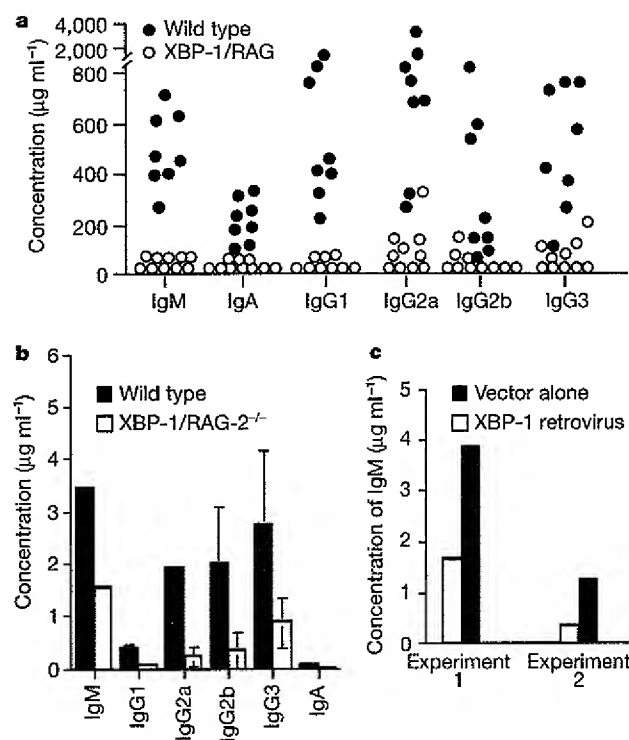 a
Wild type
XBP-1/RAG
Concentration (µg ml⁻¹)
4,000
2,000
800
600
400
200
0
IgM IgA IgG1 IgG2a IgG2b IgG3
b
Wild type
XBP-1/RAG-2⁻/⁻
Concentration (µg ml⁻¹)
6
5
4
3
2
1
0
IgM IgG1 IgG2a IgG2b IgG3 IgA
c
Vector alone
XBP-1 retrovirus
Concentration of IgM (µg ml⁻¹)
5
4
3
2
1
0
Experiment Experiment
1 2